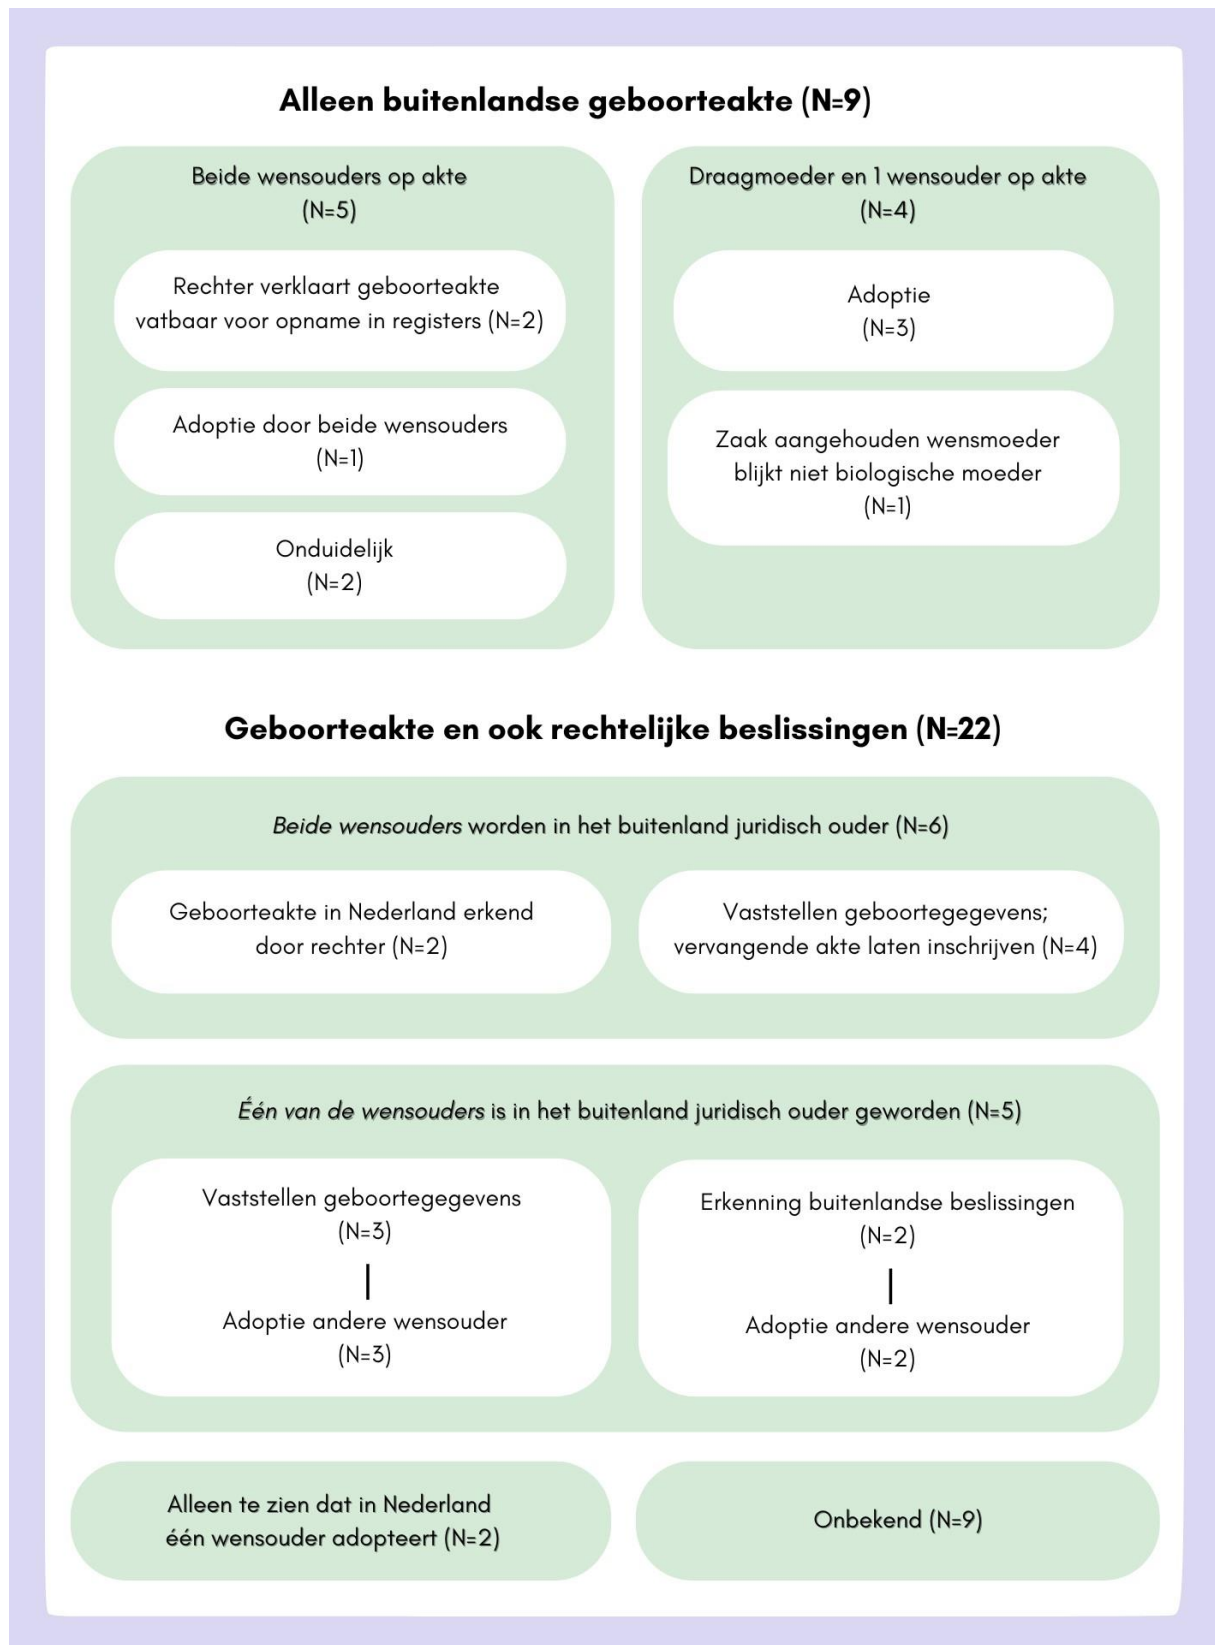 Alleen buitenlandse geboorteakte (N=9)
Beide wensouders op akte
(N=5)
Rechter verklaart geboorteakte
vatbaar voor opname in registers (N=2)
Adoptie door beide wensouders
(N=1)
Onduidelijk
(N=2)
Draagmoeder en 1 wensouder op akte
(N=4)
Adoptie
(N=3)
Zaak aangehouden wensmoeder
blijkt niet biologische moeder
(N=1)
Geboorteakte en ook rechtelijke beslissingen (N=22)
Beide wensouders worden in het buitenland juridisch ouder (N=6)
Geboorteakte in Nederland erkend
door rechter (N=2)
Vaststellen geboortegegevens;
vervangende akte laten inschrijven (N=4)
Één van de wensouders is in het buitenland juridisch ouder geworden (N=5)
Vaststellen geboortegegevens
(N=3)
Adoptie andere wensouder
(N=3)
Erkenning buitenlandse beslissingen
(N=2)
Adoptie andere wensouder
(N=2)
Alleen te zien dat in Nederland
één wensouder adopteert (N=2)
Onbekend (N=9)